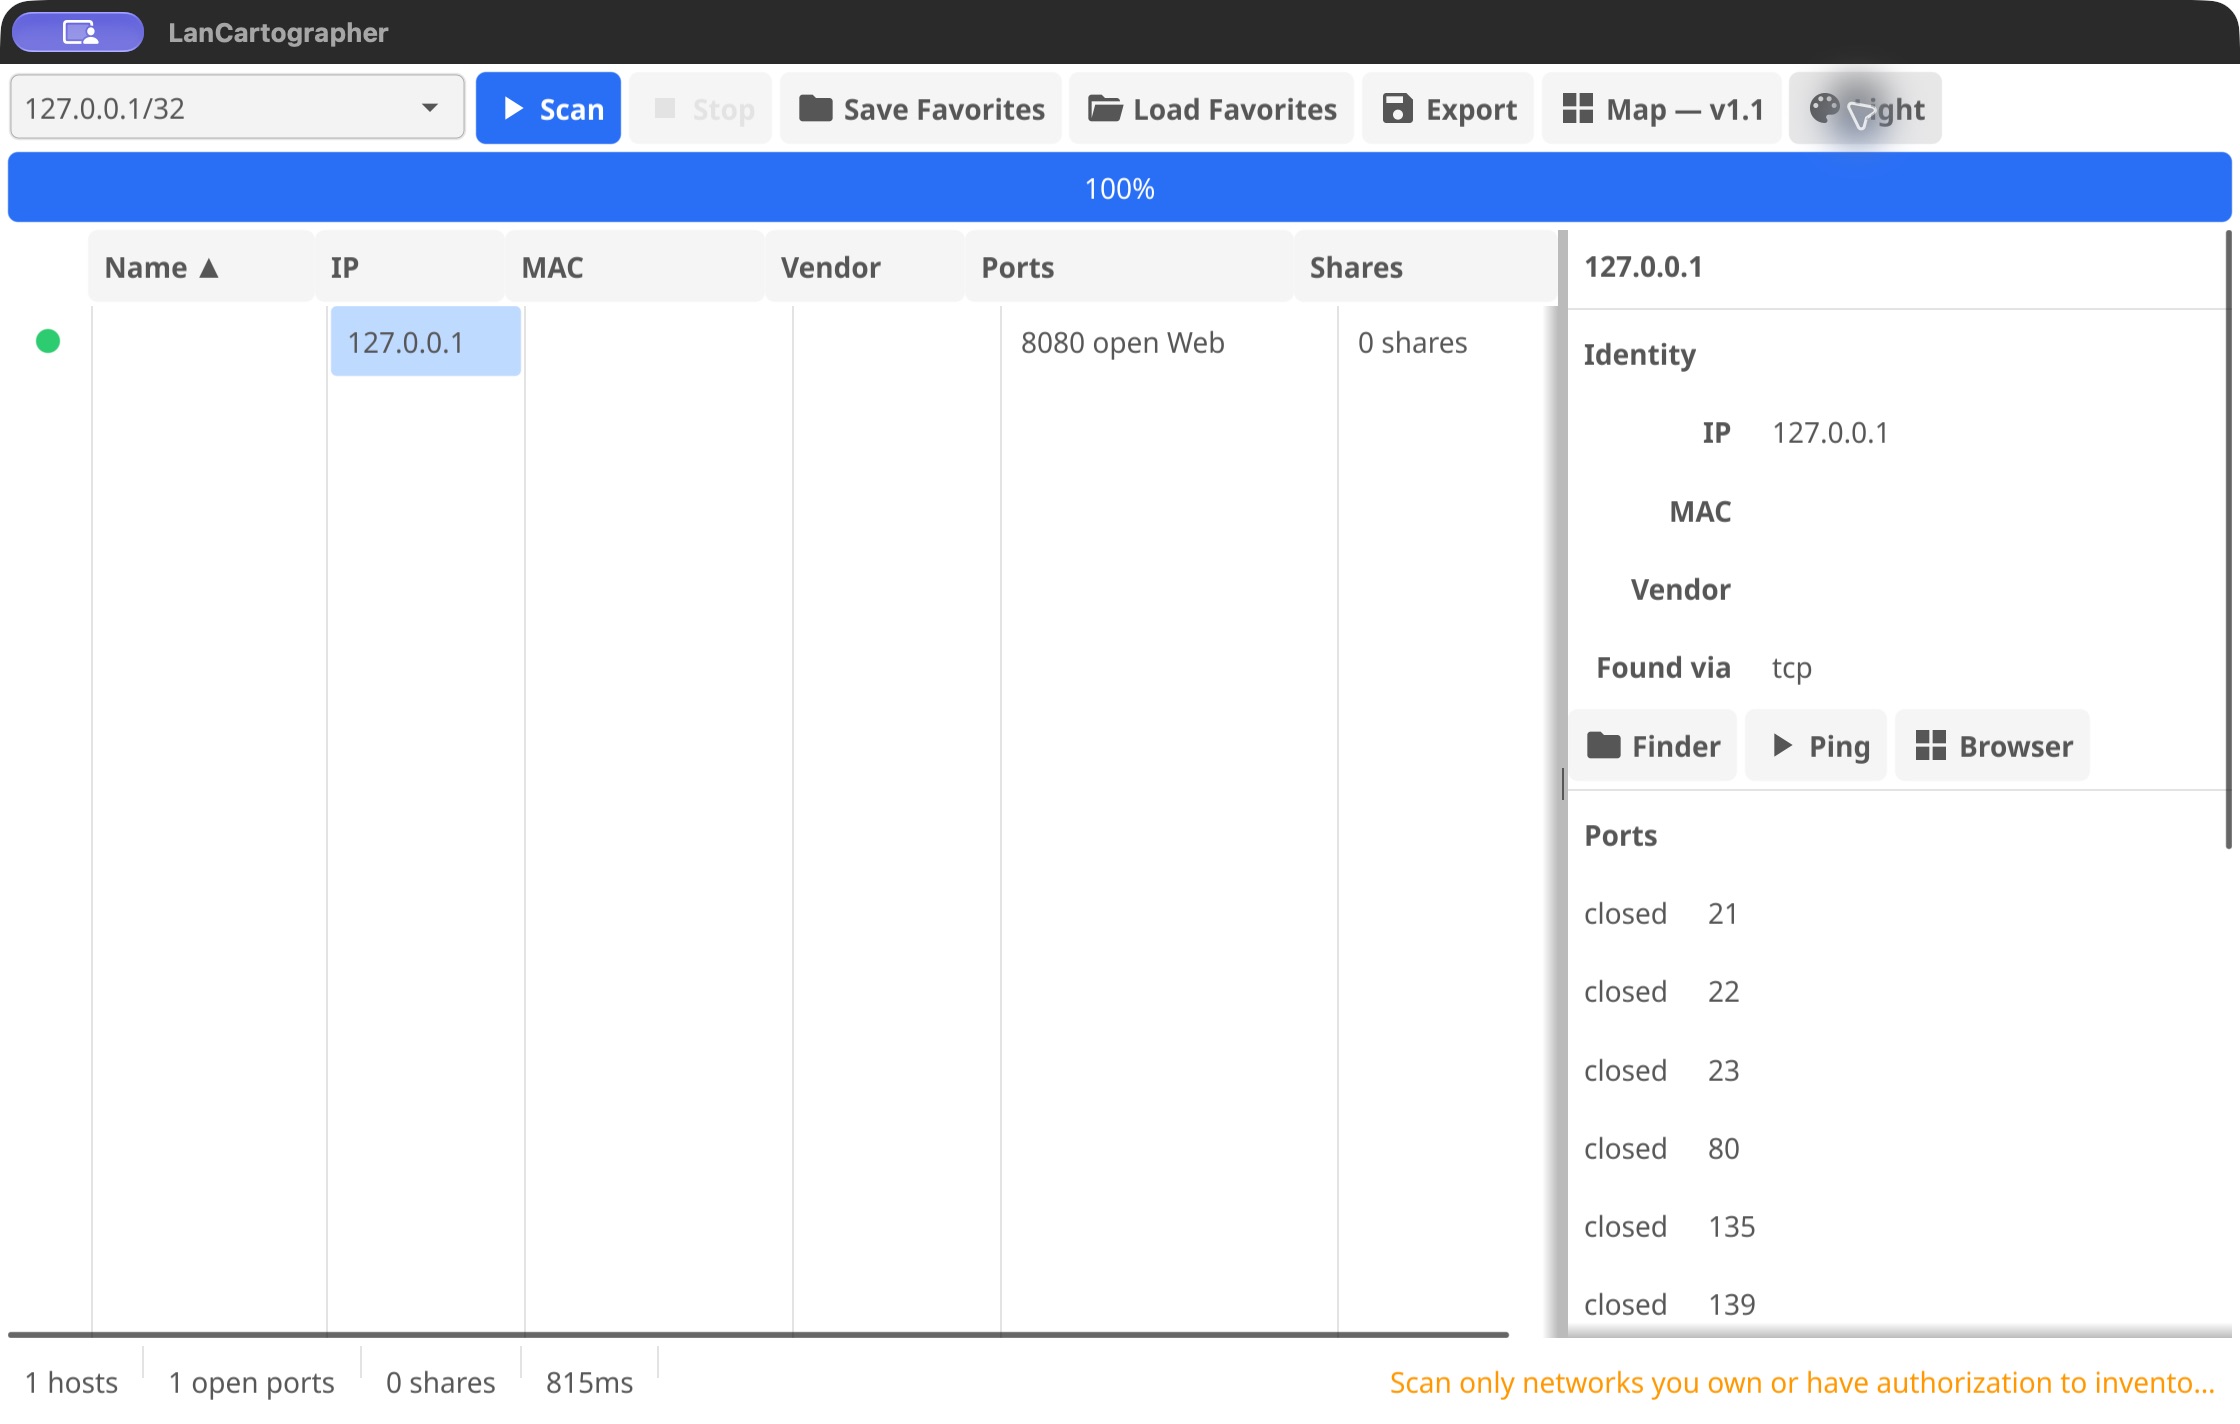 LanCartographer
127.0.0.1/32 Scan Stop Save Favorites Load Favorites Export Map — v1.1
100%
Name ▲ IP MAC Vendor Ports Shares
127.0.0.1 8080 open Web 0 shares
127.0.0.1
Identity
IP 127.0.0.1
MAC
Vendor
Found via tcp
Finder Ping Browser
Ports
closed 21
closed 22
closed 23
closed 80
closed 135
closed 139
1 hosts 1 open ports 0 shares 815ms Scan only networks you own or have authorization to invento...